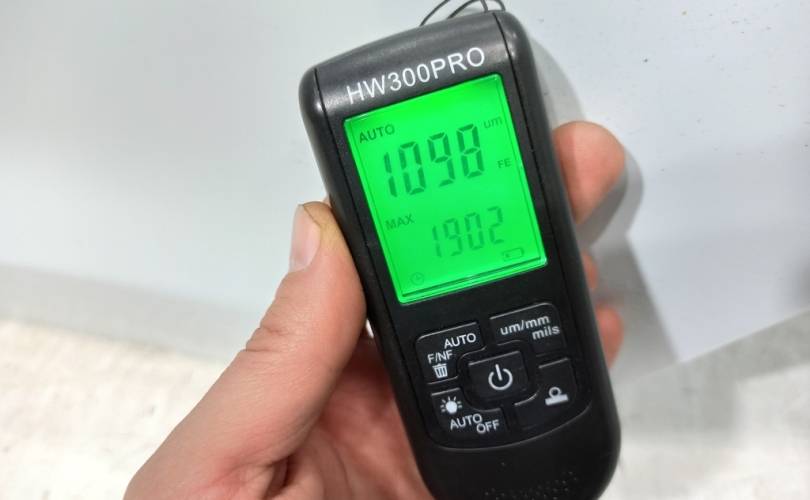 HW300PRO
AUTO
1098 um
FE
MAX
1902
AUTO
F/NF
um/mm
mils
AUTO
OFF